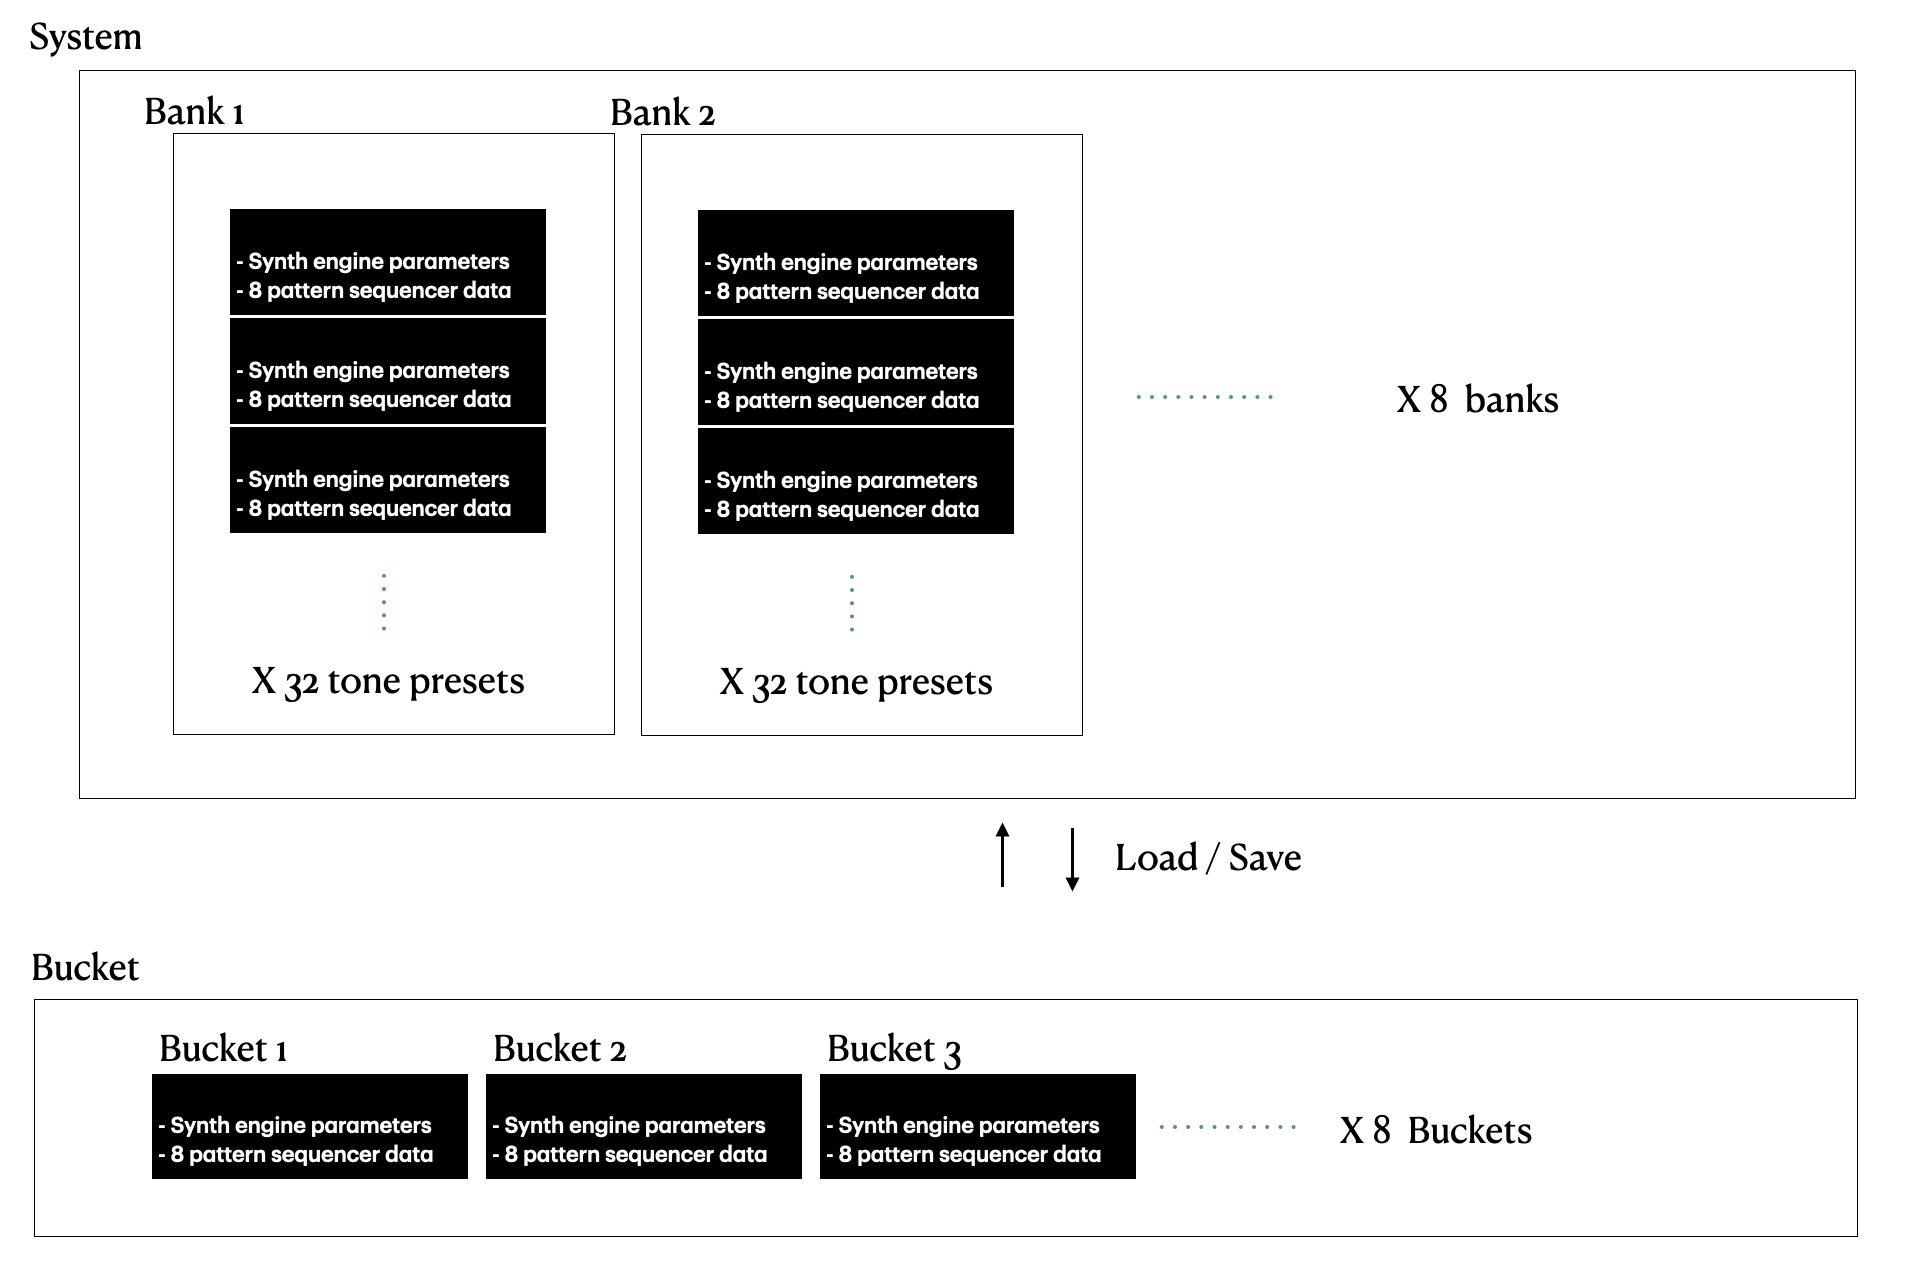 System
Bank 1
- Synth engine parameters
- 8 pattern sequencer data
- Synth engine parameters
- 8 pattern sequencer data
- Synth engine parameters
- 8 pattern sequencer data
X 32 tone presets
Bank 2
- Synth engine parameters
- 8 pattern sequencer data
- Synth engine parameters
- 8 pattern sequencer data
- Synth engine parameters
- 8 pattern sequencer data
X 32 tone presets
X 8 banks
Load / Save
Bucket
Bucket 1
- Synth engine parameters
- 8 pattern sequencer data
Bucket 2
- Synth engine parameters
- 8 pattern sequencer data
Bucket 3
- Synth engine parameters
- 8 pattern sequencer data
X 8 Buckets